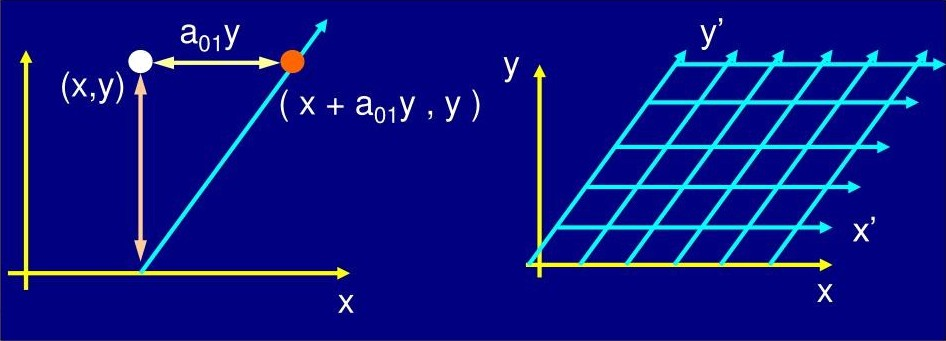 a₀₁y
(x,y)
( x + a₀₁y , y )
x
y'
y
x'
x